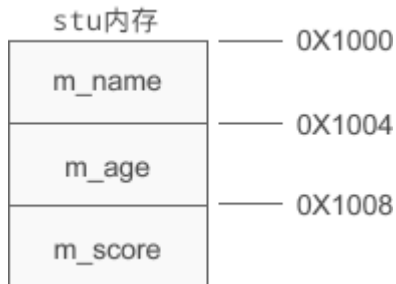 stu内存
0X1000
m_name
0X1004
m_age
0X1008
m_score